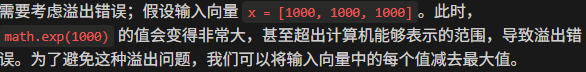 需要考虑溢出错误；假设输入向量 x = [1000, 1000, 1000] 。此时，
math.exp(1000) 的值会变得非常大，甚至超出计算机能够表示的范围，导致溢出错
误。为了避免这种溢出问题，我们可以将输入向量中的每个值减去最大值。